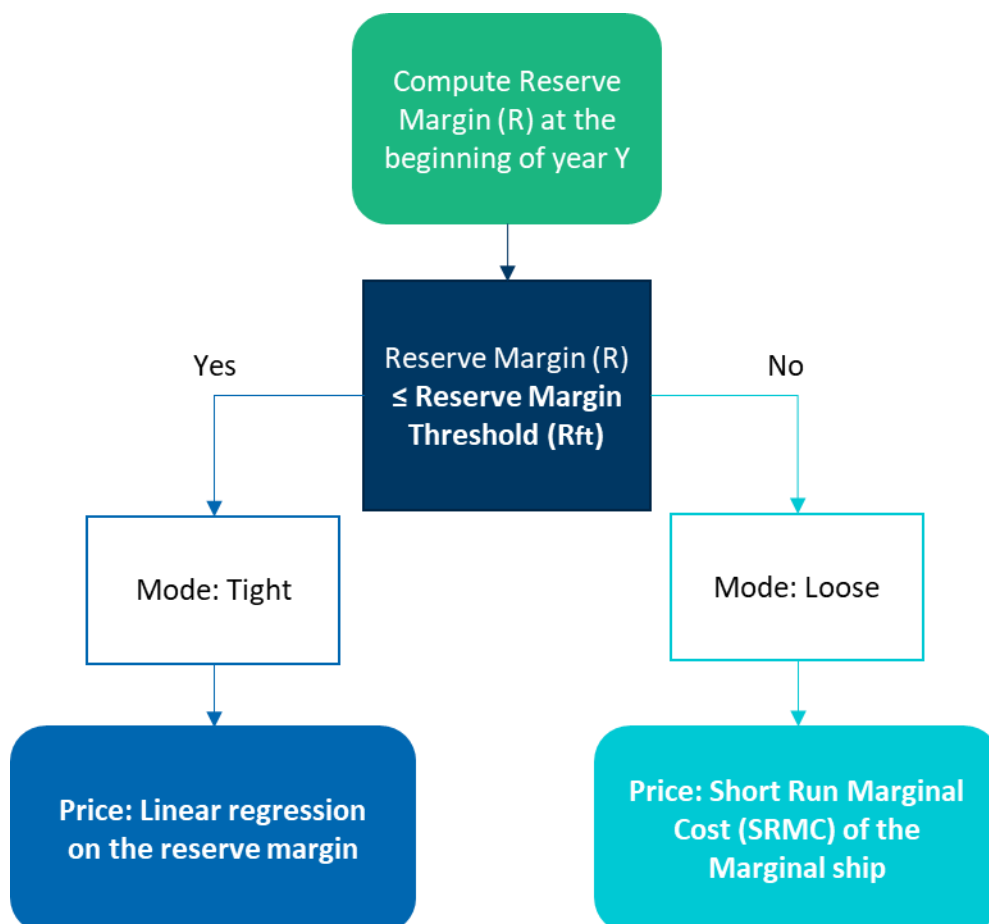 Compute Reserve
Margin (R) at the
beginning of year Y
Reserve Margin (R)
≤ Reserve Margin
Threshold (Rft)
Yes
No
Mode: Tight
Mode: Loose
Price: Linear regression
on the reserve margin
Price: Short Run Marginal
Cost (SRMC) of the
Marginal ship